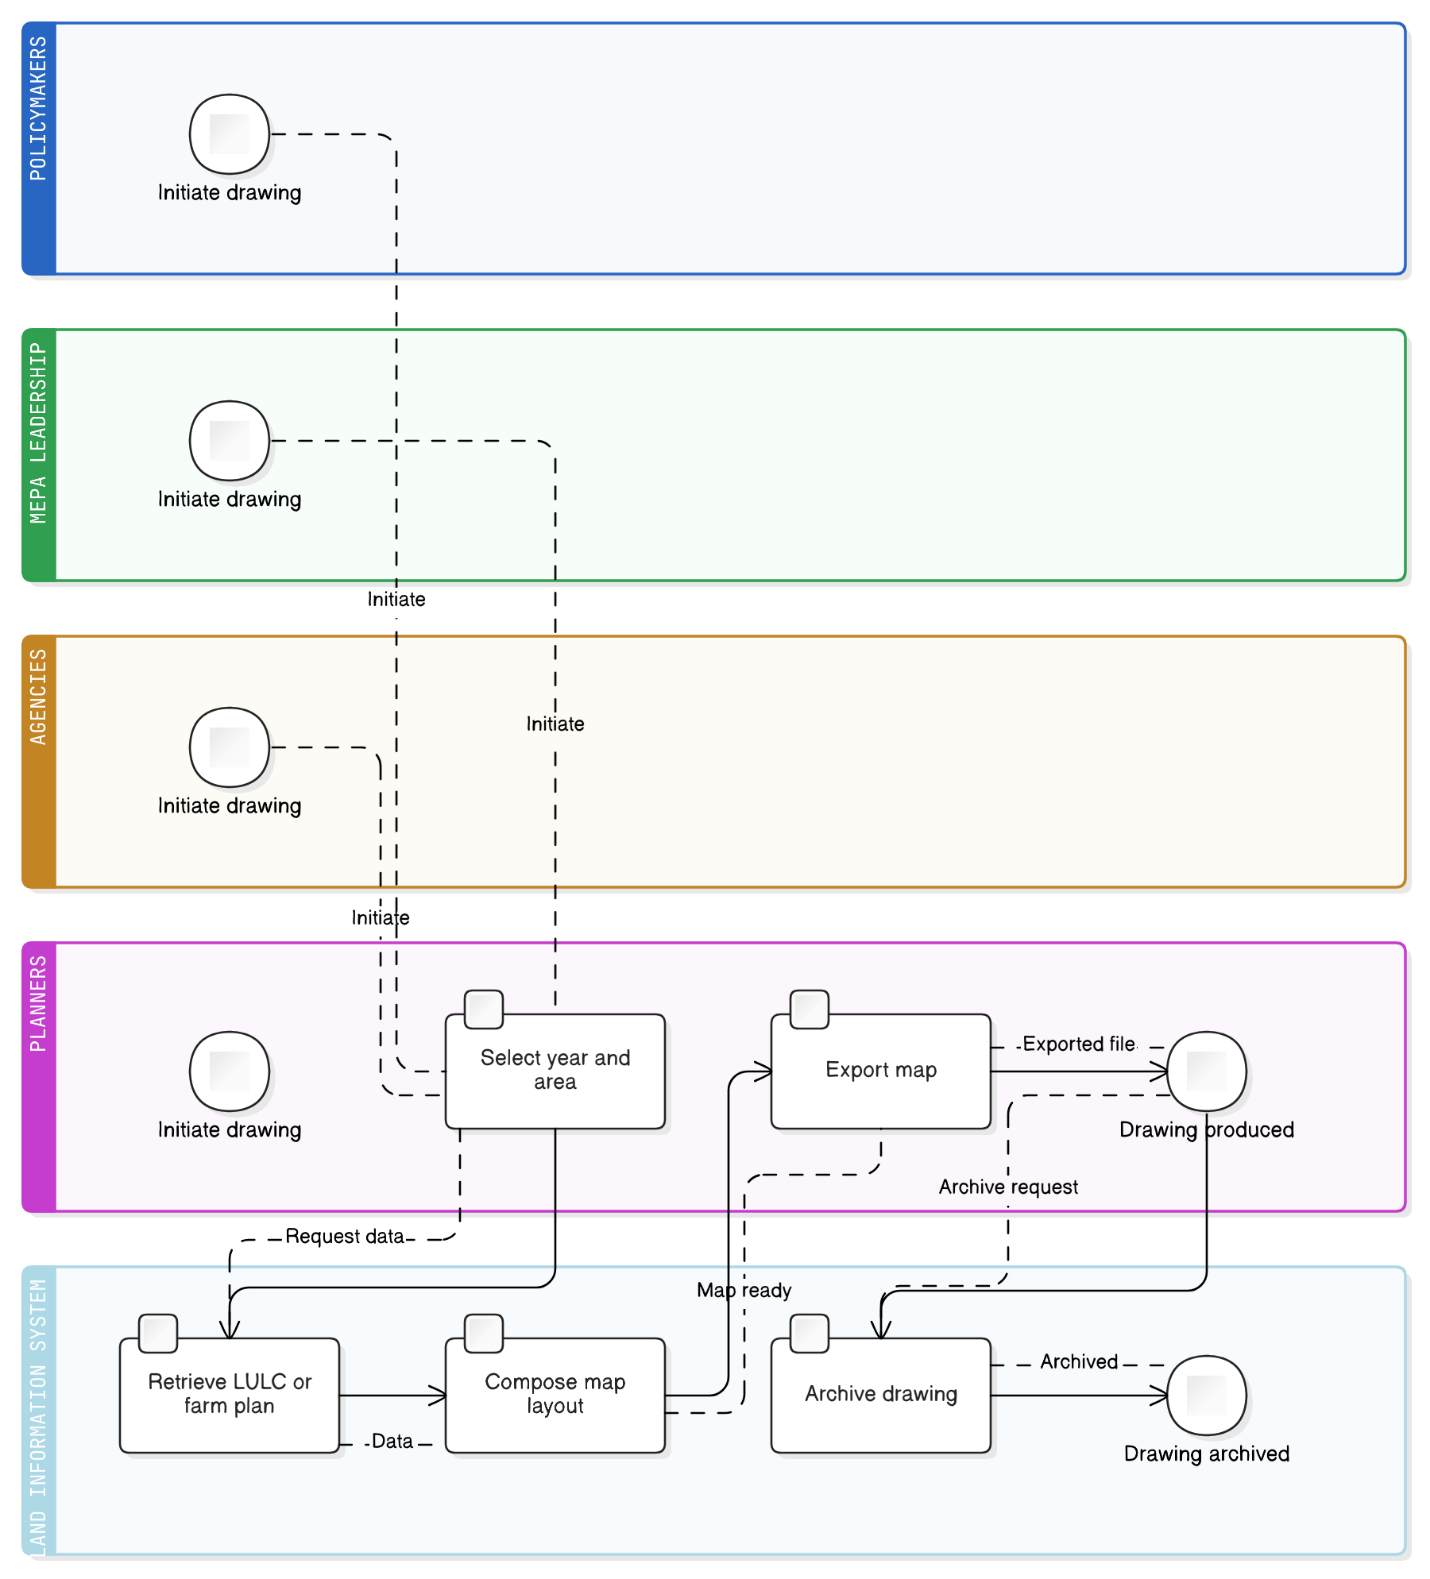 POLICYMAKERS
Initiate drawing
MEPA LEADERSHIP
Initiate drawing
Initiate
AGENCIES
Initiate
Initiate drawing
Initiate
PLANNERS
Select year and
area
Export map
Exported file
Initiate drawing
Drawing produced
Archive request
Request data
LAND INFORMATION SYSTEM
Map ready
Retrieve LULC or
farm plan
Compose map
layout
Archive drawing
Archived
Data
Drawing archived